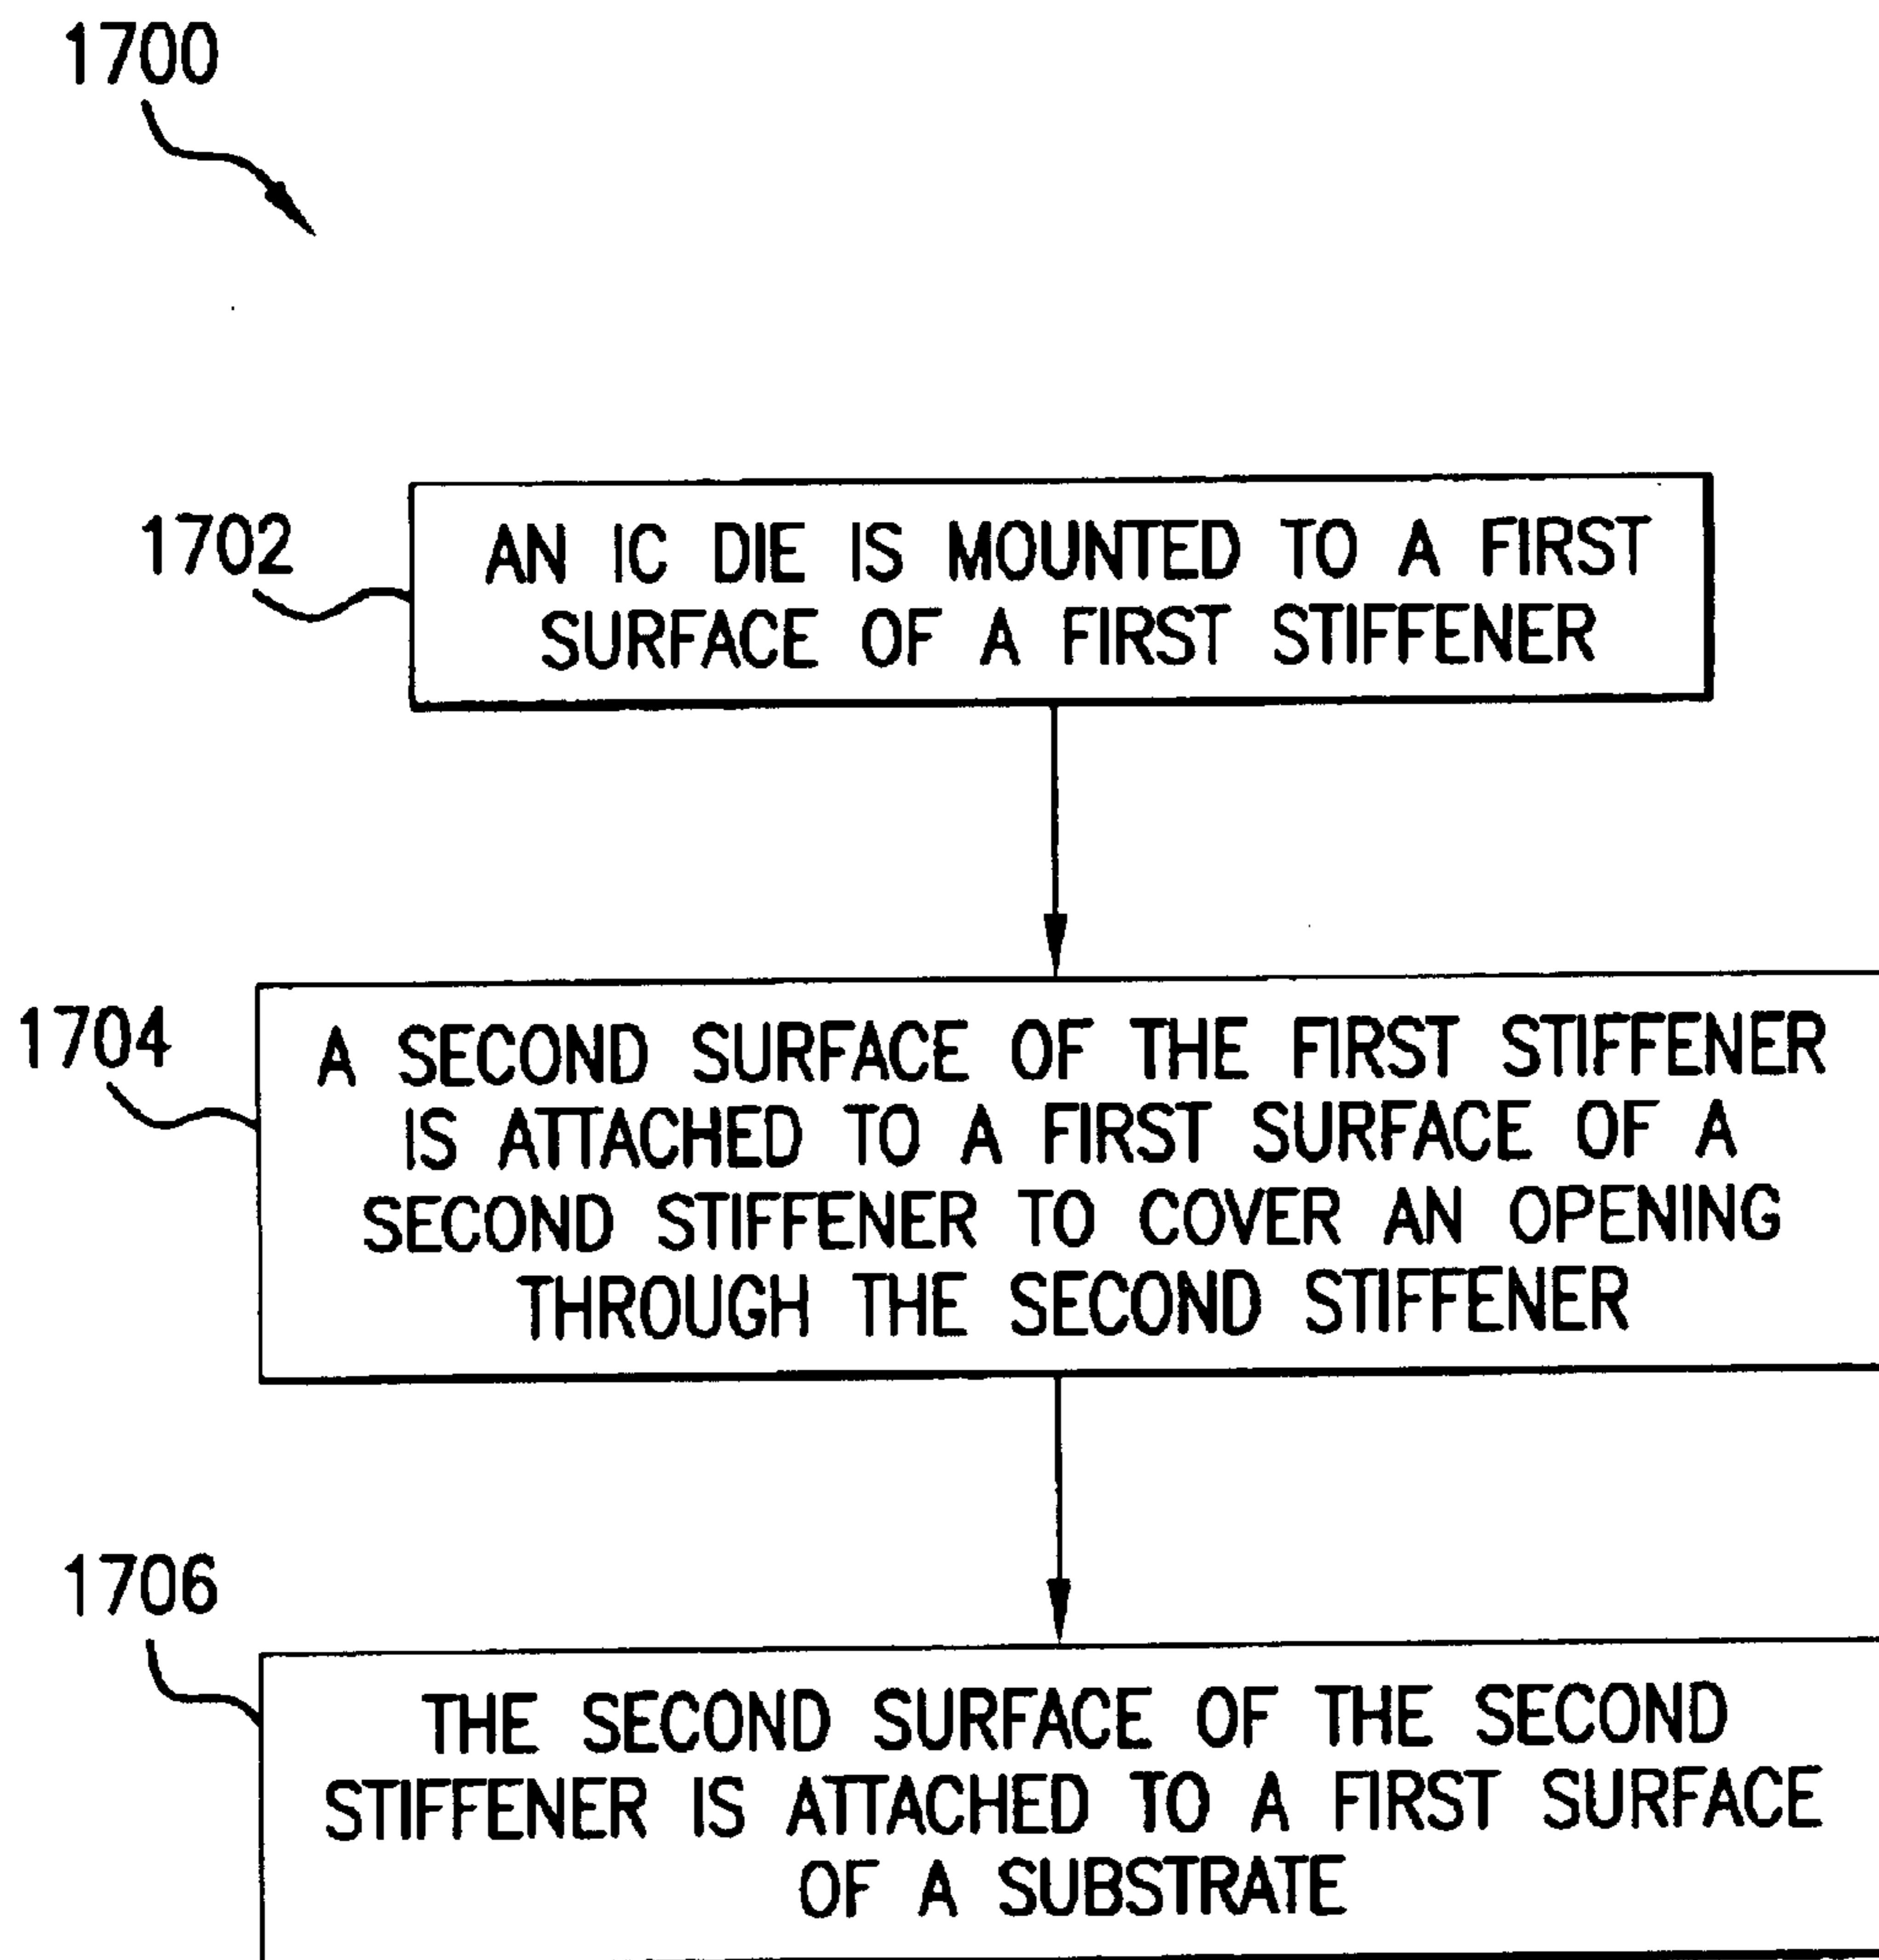 1700
1702
AN IC DIE IS MOUNTED TO A FIRST
SURFACE OF A FIRST STIFFENER
1704
A SECOND SURFACE OF THE FIRST STIFFENER
IS ATTACHED TO A FIRST SURFACE OF A
SECOND STIFFENER TO COVER AN OPENING
THROUGH THE SECOND STIFFENER
1706
THE SECOND SURFACE OF THE SECOND
STIFFENER IS ATTACHED TO A FIRST SURFACE
OF A SUBSTRATE